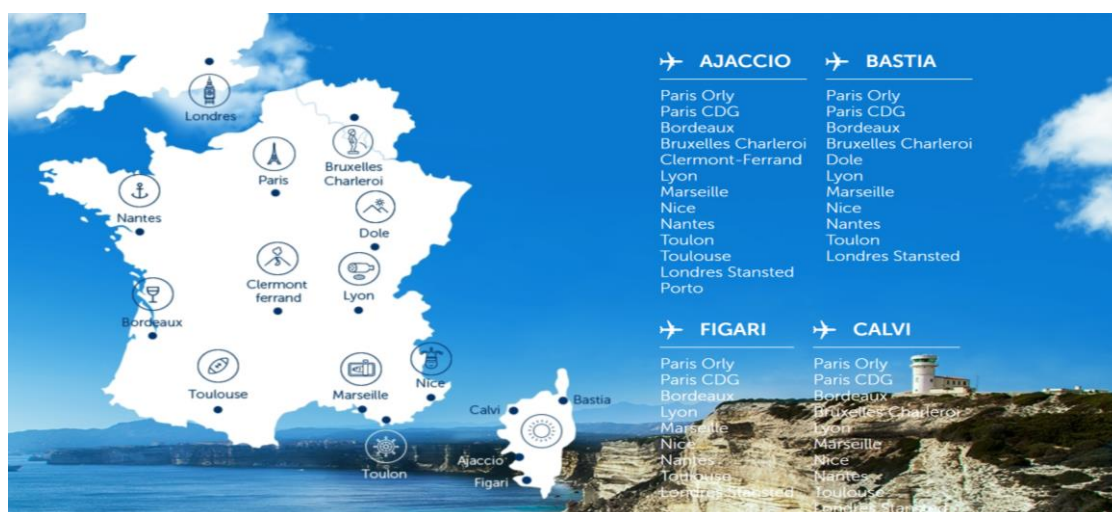 Londres
Paris
Bruxelles
Charleroi
Nantes
Dole
Clermont
ferrand
Lyon
Bordeaux
Toulouse
Marseille
Nice
Toulon
Calvi
Bastia
Ajaccio
Figari
AJACCIO
Paris Orly
Paris CDG
Bordeaux
Bruxelles Charleroi
Clermont-Ferrand
Lyon
Marseille
Nice
Nantes
Toulon
Toulouse
Londres Stansted
Porto
BASTIA
Paris Orly
Paris CDG
Bordeaux
Bruxelles Charleroi
Dole
Lyon
Marseille
Nice
Nantes
Toulon
Londres Stansted
FIGARI
Paris Orly
Paris CDG
Bordeaux
Lyon
Marseille
Nice
Nantes
Toulouse
Londres Stansted
CALVI
Paris Orly
Paris CDG
Bordeaux
Bruxelles Charleroi
Lyon
Marseille
Nice
Nantes
Toulouse
Londres Stansted